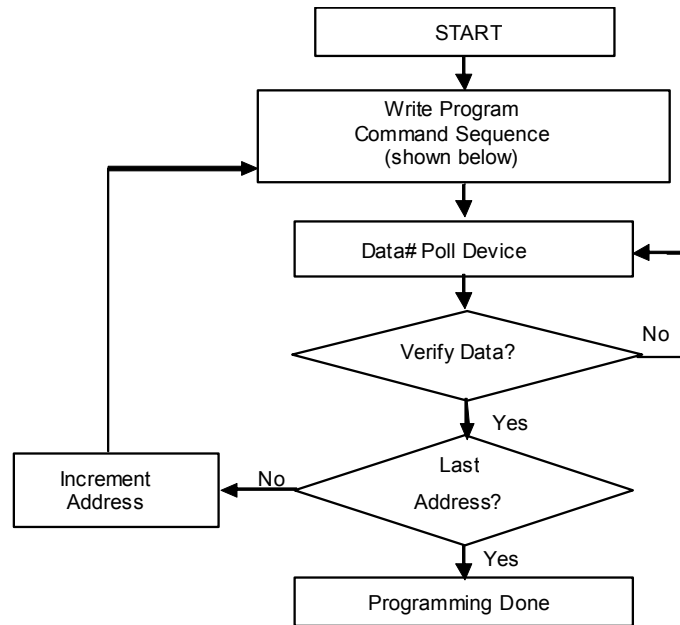 START
Write Program
Command Sequence
(shown below)
Data# Poll Device
Verify Data?
No
Yes
Last
Address?
No
Increment
Address
Yes
Programming Done